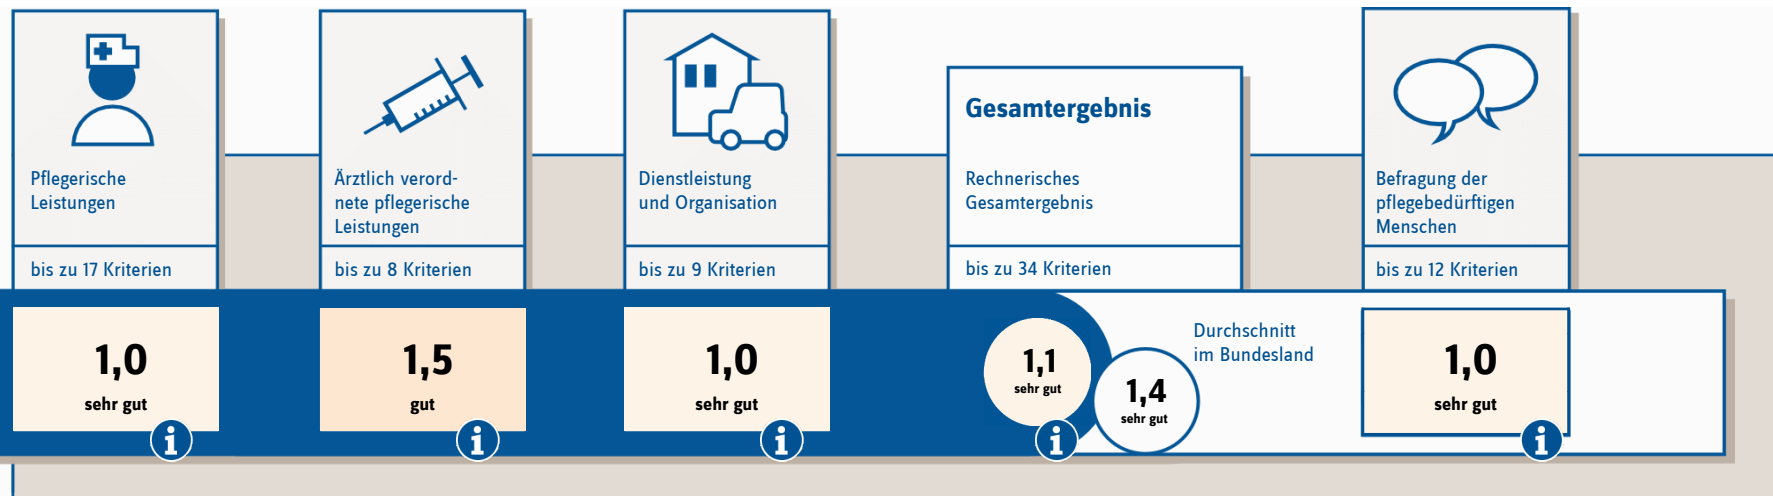 Pflegerische
Leistungen
bis zu 17 Kriterien
1,0
sehr gut
i
Ärztlich verord-
nete pflegerische
Leistungen
bis zu 8 Kriterien
1,5
gut
i
Dienstleistung
und Organisation
bis zu 9 Kriterien
1,0
sehr gut
i
Gesamtergebnis
Rechnerisches
Gesamtergebnis
bis zu 34 Kriterien
1,1
sehr gut
i
1,4
sehr gut
Durchschnitt
im Bundesland
Befragung der
pflegebedürftigen
Menschen
bis zu 12 Kriterien
1,0
sehr gut
i